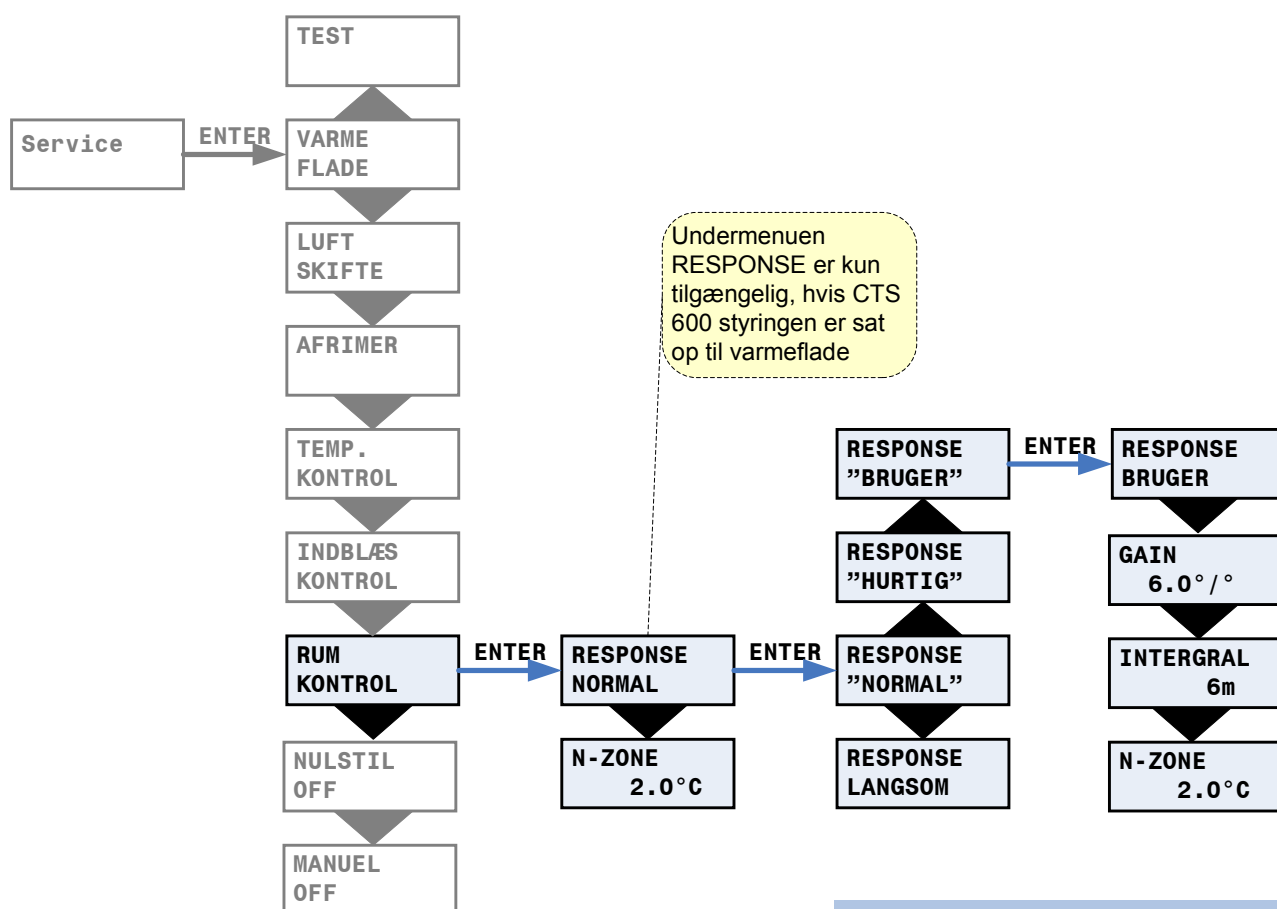 TEST
Service
ENTER
VARME
FLADE
LUFT
SKIFTE
Undermenuen
RESPONSE er kun
tilgængelig, hvis CTS
600 styringen er sat
op til varmeflade
AFRIMER
TEMP.
KONTROL
RESPONSE
”BRUGER”
ENTER
RESPONSE
BRUGER
INDBLÆS
KONTROL
RESPONSE
”HURTIG”
GAIN
6.0°/°
RUM
KONTROL
ENTER
RESPONSE
NORMAL
ENTER
RESPONSE
”NORMAL”
INTERGRAL
6m
NULSTIL
OFF
N-ZONE
2.0°C
RESPONSE
LANGSOM
N-ZONE
2.0°C
MANUEL
OFF